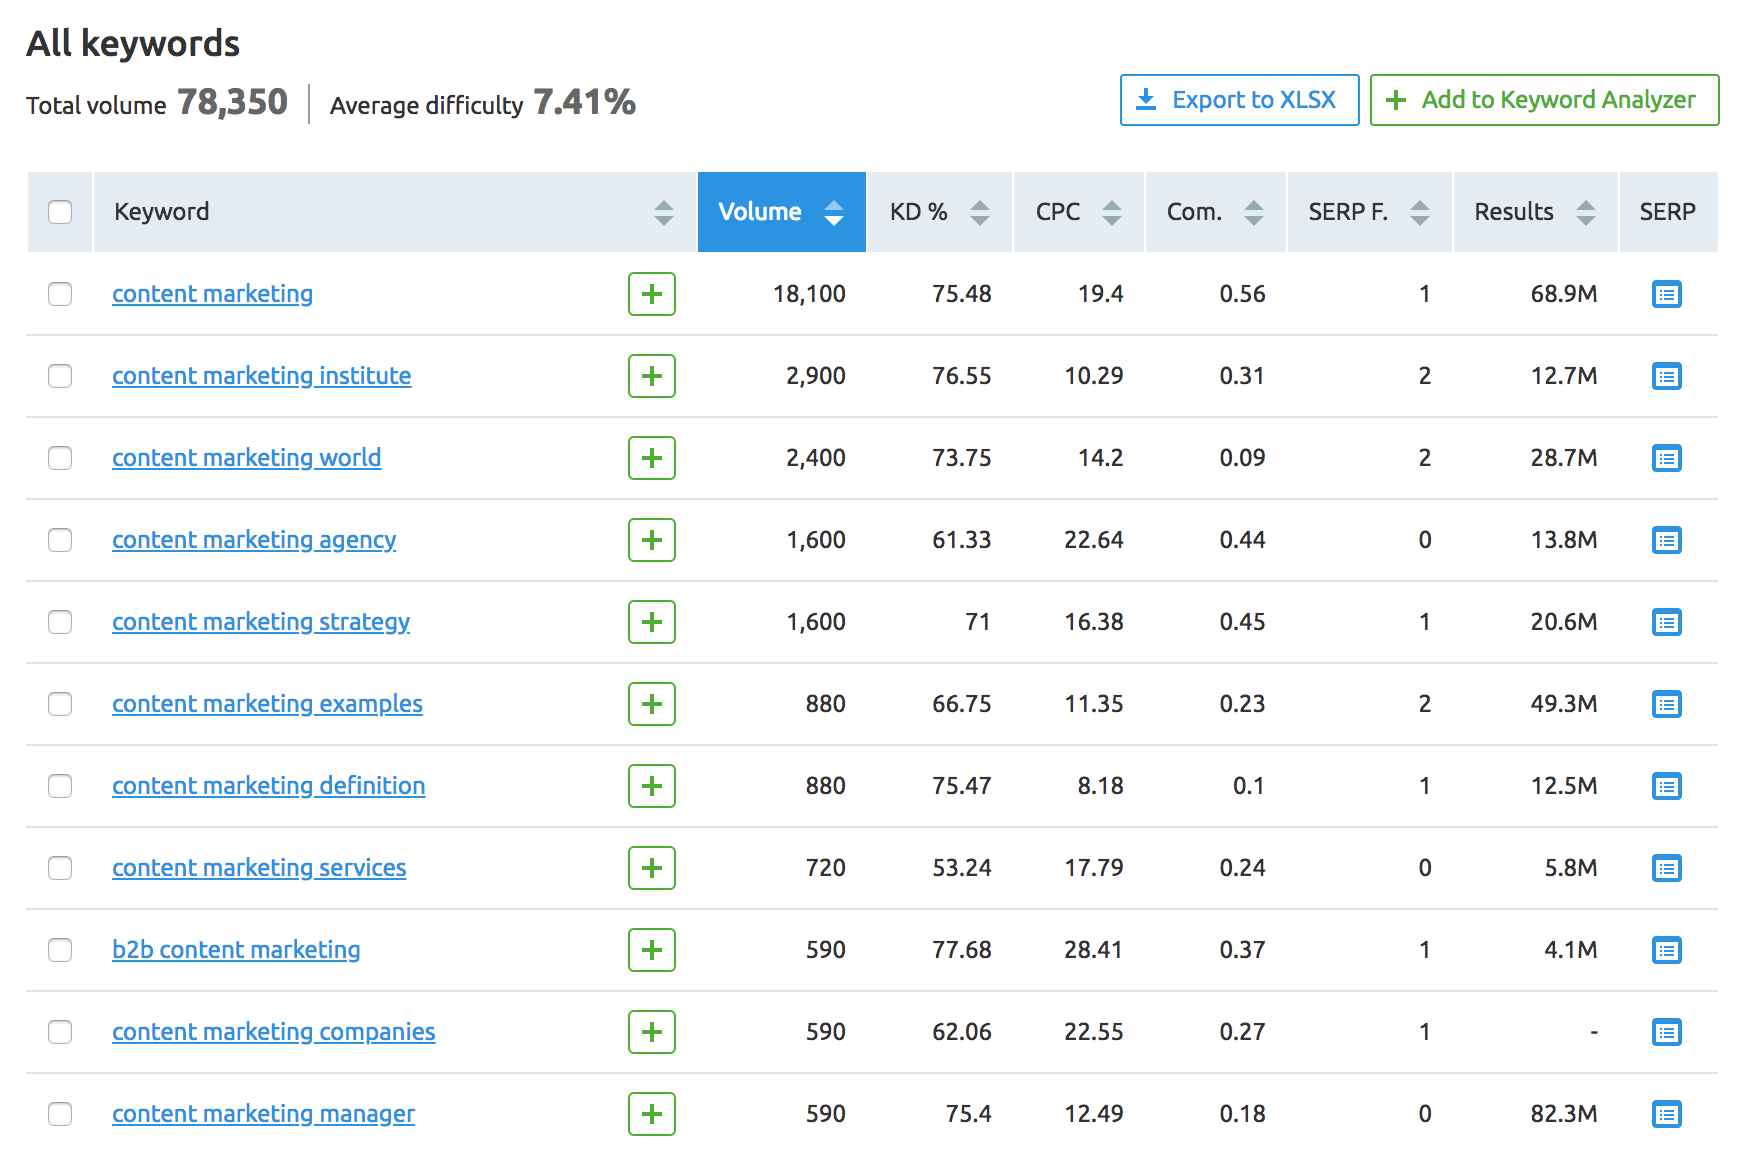 All keywords
Total volume 78,350 Average difficulty 7.41% Export to XLSX Add to Keyword Analyzer
Keyword Volume KD % CPC Com. SERP F. Results SERP
content marketing 18,100 75.48 19.4 0.56 1 68.9M
content marketing institute 2,900 76.55 10.29 0.31 2 12.7M
content marketing world 2,400 73.75 14.2 0.09 2 28.7M
content marketing agency 1,600 61.33 22.64 0.44 0 13.8M
content marketing strategy 1,600 71 16.38 0.45 1 20.6M
content marketing examples 880 66.75 11.35 0.23 2 49.3M
content marketing definition 880 75.47 8.18 0.1 1 12.5M
content marketing services 720 53.24 17.79 0.24 0 5.8M
b2b content marketing 590 77.68 28.41 0.37 1 4.1M
content marketing companies 590 62.06 22.55 0.27 1 -
content marketing manager 590 75.4 12.49 0.18 0 82.3M